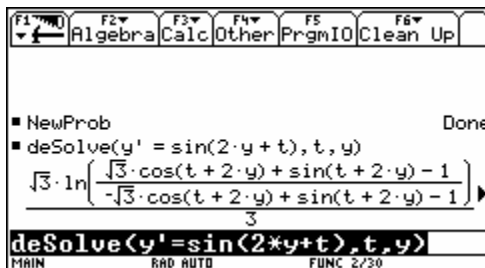 F1 F2 F3 F4 F5 F6
Algebra Calc Other PrgmIO Clean Up
■ NewProb Done
■ deSolve(y' = sin(2·y + t), t, y)
√3·ln(
√3·cos(t + 2·y) + sin(t + 2·y) - 1
-√3·cos(t + 2·y) + sin(t + 2·y) - 1
)
3
deSolve(y'=sin(2*y+t),t,y)
MAIN RAD AUTO FUNC 2/30